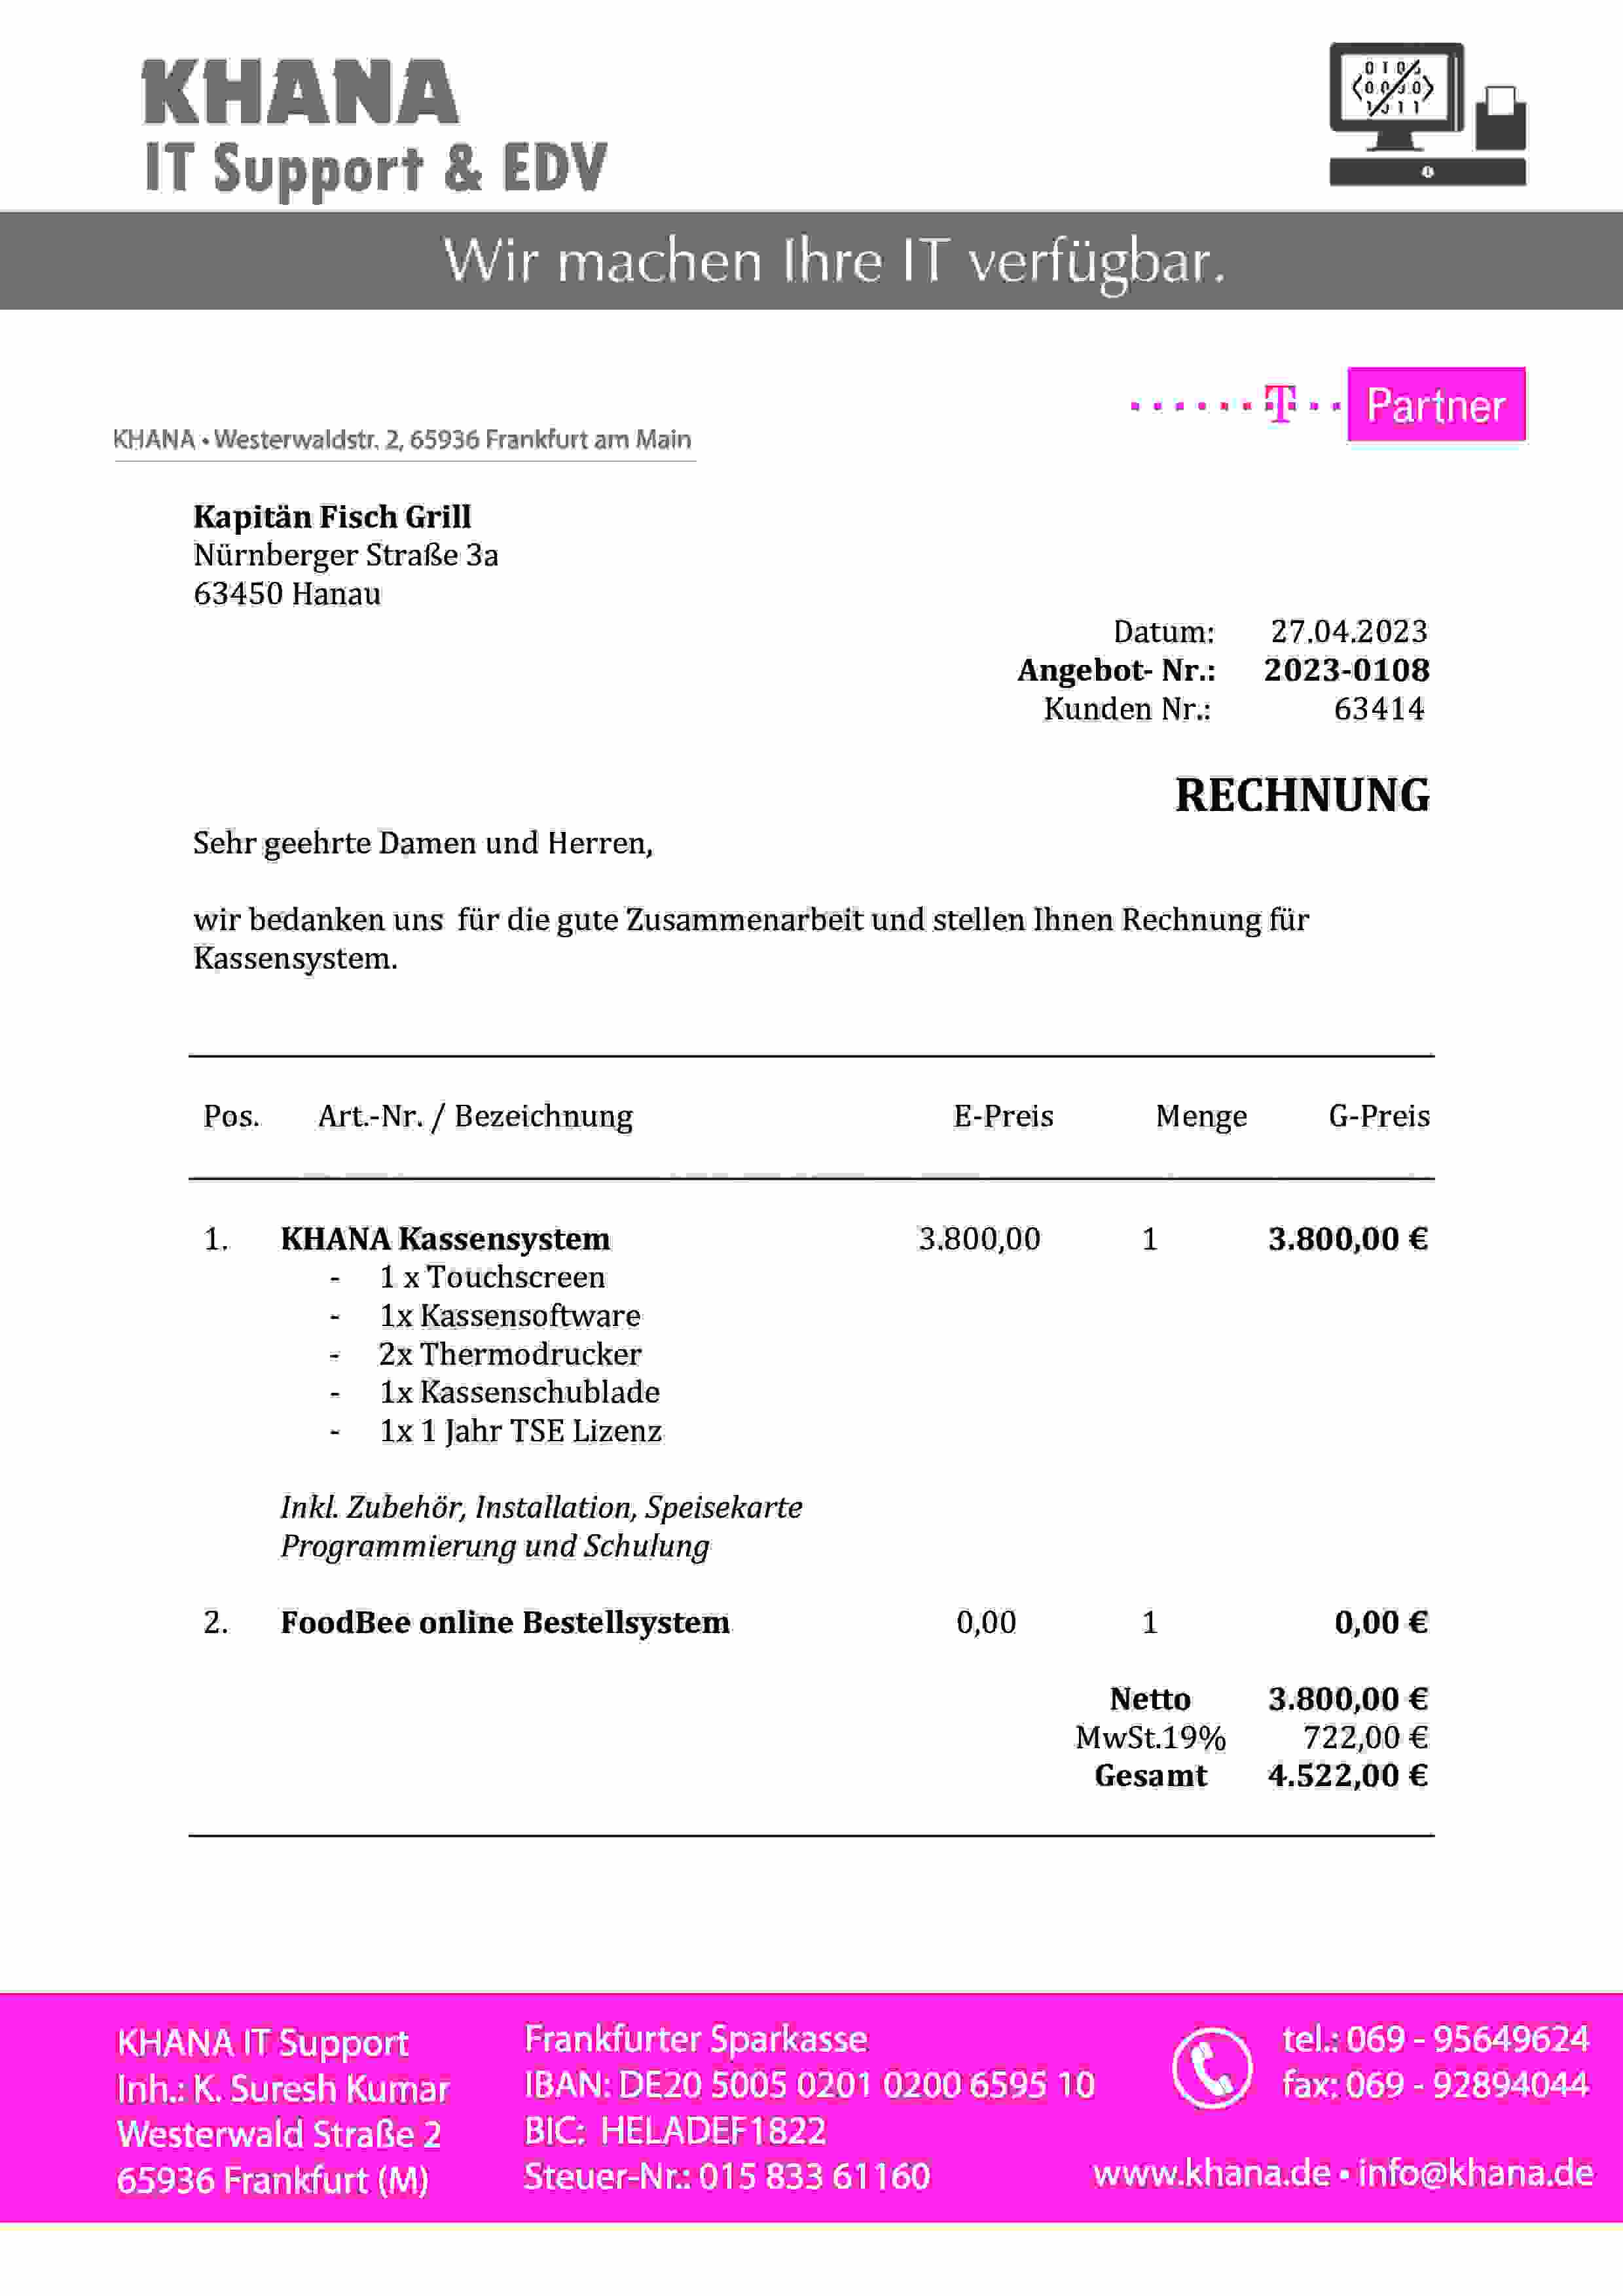 KHANA
IT Support & EDV
Wir machen Ihre IT verfügbar.
T Partner
KHANA • Westerwaldstr. 2, 65936 Frankfurt am Main
Kapitän Fisch Grill
Nürnberger Straße 3a
63450 Hanau
Datum: 27.04.2023
Angebot- Nr.: 2023-0108
Kunden Nr.: 63414
RECHNUNG
Sehr geehrte Damen und Herren,
wir bedanken uns für die gute Zusammenarbeit und stellen Ihnen Rechnung für
Kassensystem.
Pos. Art.-Nr. / Bezeichnung E-Preis Menge G-Preis
1. KHANA Kassensystem 3.800,00 1 3.800,00 €
- 1 x Touchscreen
- 1x Kassensoftware
- 2x Thermodrucker
- 1x Kassenschublade
- 1x 1 Jahr TSE Lizenz
Inkl. Zubehör, Installation, Speisekarte
Programmierung und Schulung
2. FoodBee online Bestellsystem 0,00 1 0,00 €
Netto 3.800,00 €
MwSt.19% 722,00 €
Gesamt 4.522,00 €
KHANA IT Support
Inh.: K. Suresh Kumar
Westerwald Straße 2
65936 Frankfurt (M)
Frankfurter Sparkasse
IBAN: DE20 5005 0201 0200 6595 10
BIC: HELADEF1822
Steuer-Nr.: 015 833 61160
tel.: 069 - 95649624
fax: 069 - 92894044
www.khana.de • info@khana.de